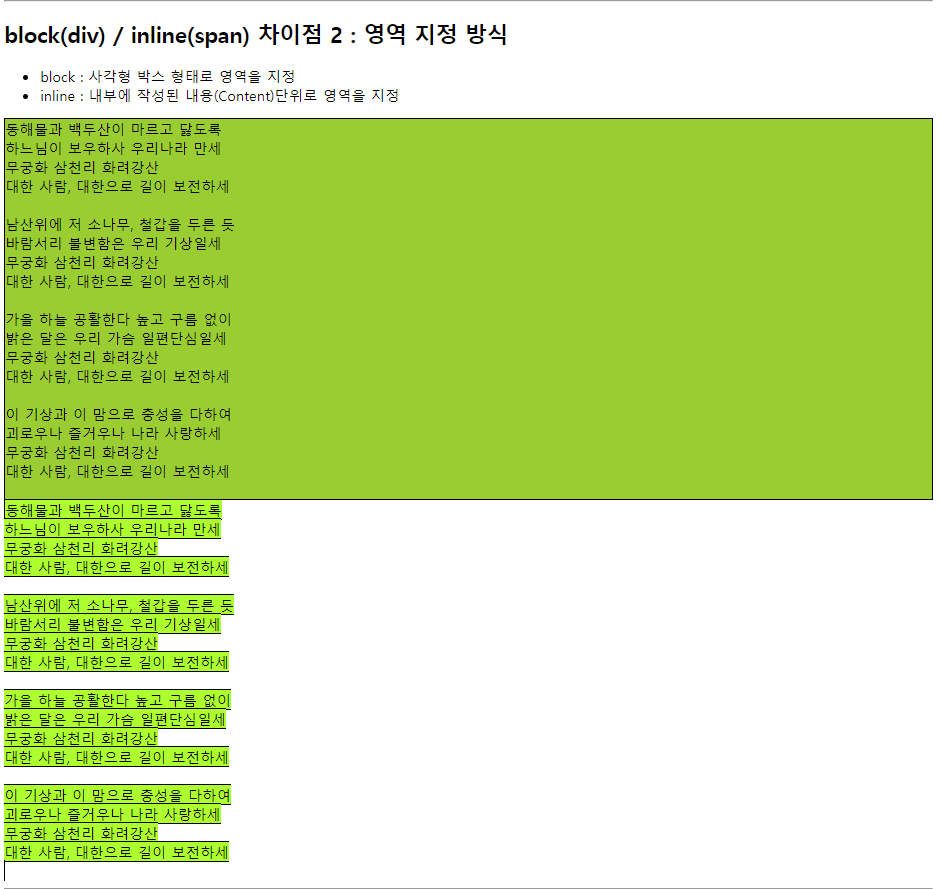 block(div) / inline(span) 차이점 2 : 영역 지정 방식
block : 사각형 박스 형태로 영역을 지정
inline : 내부에 작성된 내용(Content)단위로 영역을 지정
동해물과 백두산이 마르고 닳도록
하느님이 보우하사 우리나라 만세
무궁화 삼천리 화려강산
대한 사람, 대한으로 길이 보전하세
남산위에 저 소나무, 철갑을 두른 듯
바람서리 불변함은 우리 기상일세
무궁화 삼천리 화려강산
대한 사람, 대한으로 길이 보전하세
가을 하늘 공활한다 높고 구름 없이
밝은 달은 우리 가슴 일편단심일세
무궁화 삼천리 화려강산
대한 사람, 대한으로 길이 보전하세
이 기상과 이 맘으로 충성을 다하여
괴로우나 즐거우나 나라 사랑하세
무궁화 삼천리 화려강산
대한 사람, 대한으로 길이 보전하세
동해물과 백두산이 마르고 닳도록
하느님이 보우하사 우리나라 만세
무궁화 삼천리 화려강산
대한 사람, 대한으로 길이 보전하세
남산위에 저 소나무, 철갑을 두른 듯
바람서리 불변함은 우리 기상일세
무궁화 삼천리 화려강산
대한 사람, 대한으로 길이 보전하세
가을 하늘 공활한다 높고 구름 없이
밝은 달은 우리 가슴 일편단심일세
무궁화 삼천리 화려강산
대한 사람, 대한으로 길이 보전하세
이 기상과 이 맘으로 충성을 다하여
괴로우나 즐거우나 나라 사랑하세
무궁화 삼천리 화려강산
대한 사람, 대한으로 길이 보전하세